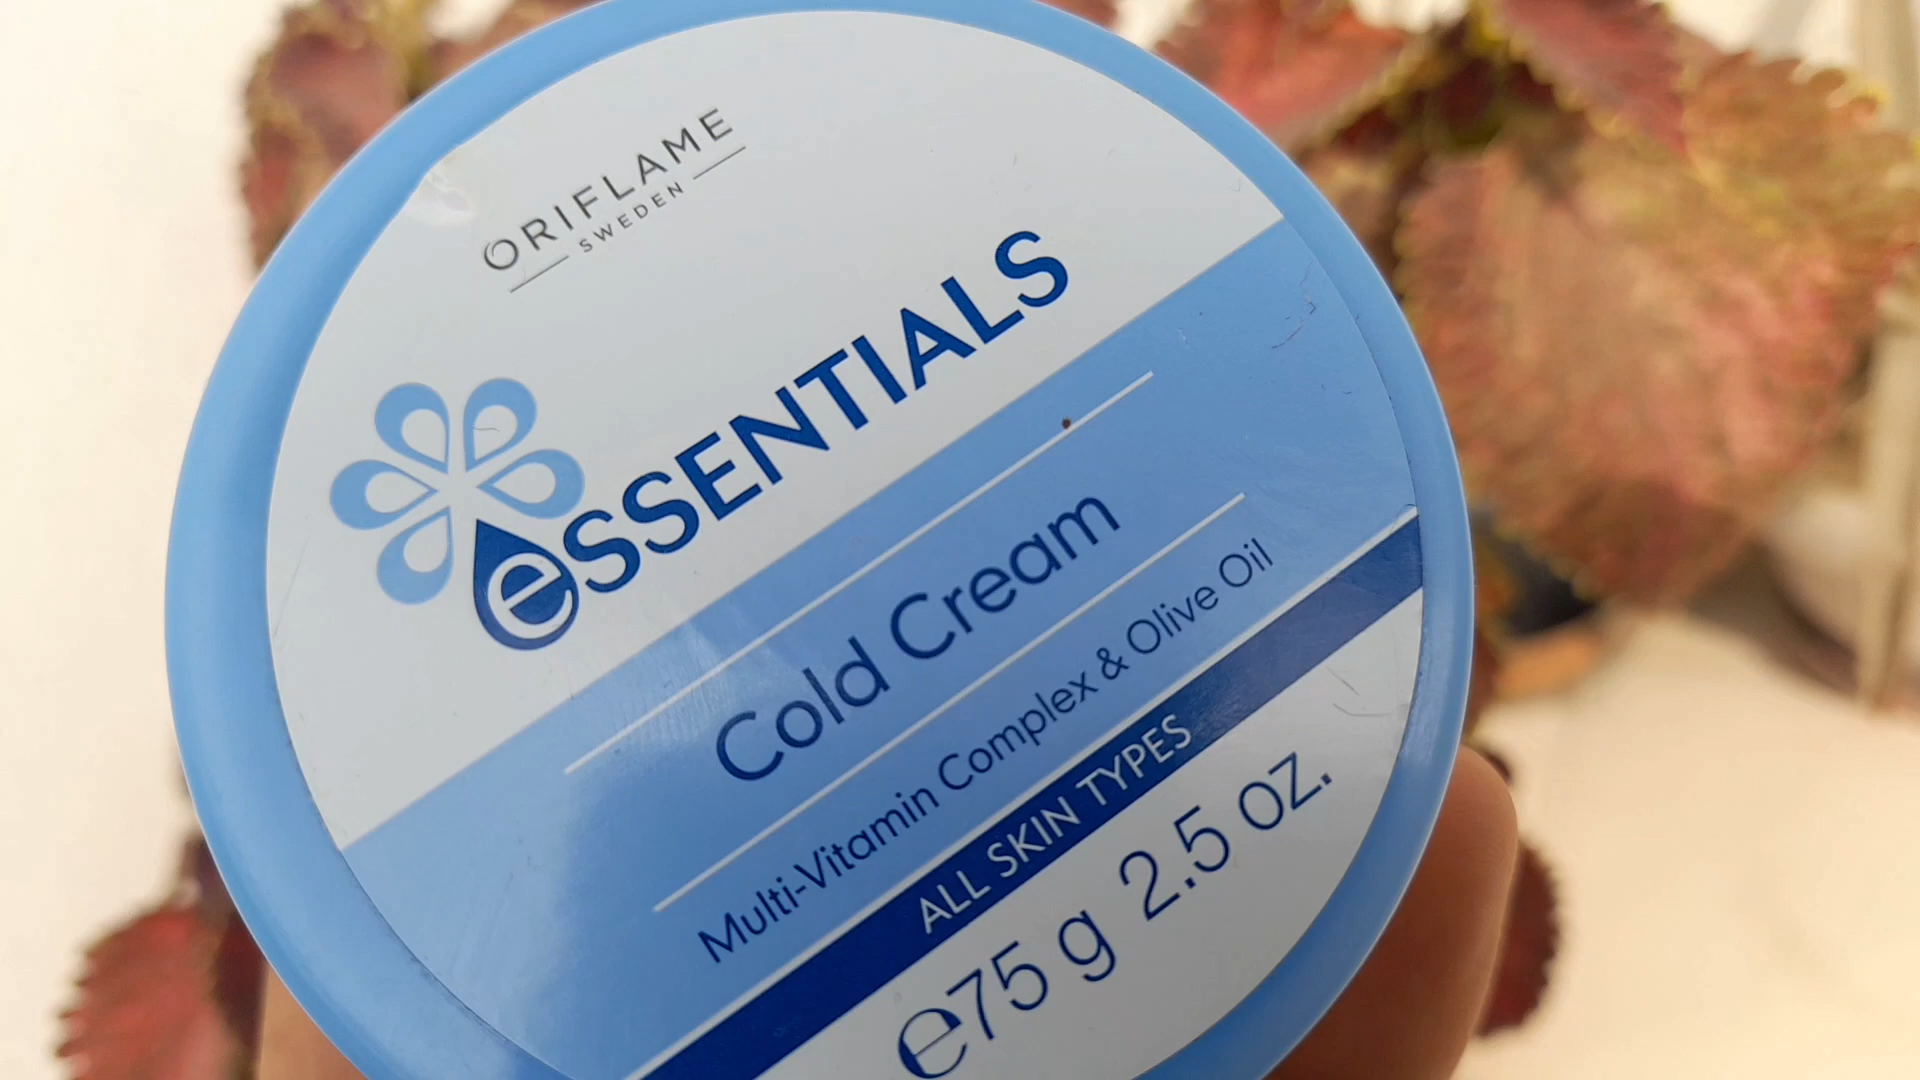 ORIFLAME
SWEDEN
eSSENTIALS
Cold Cream
Multi-Vitamin Complex & Olive Oil
ALL SKIN TYPES
℮75 g 2.5 oz.